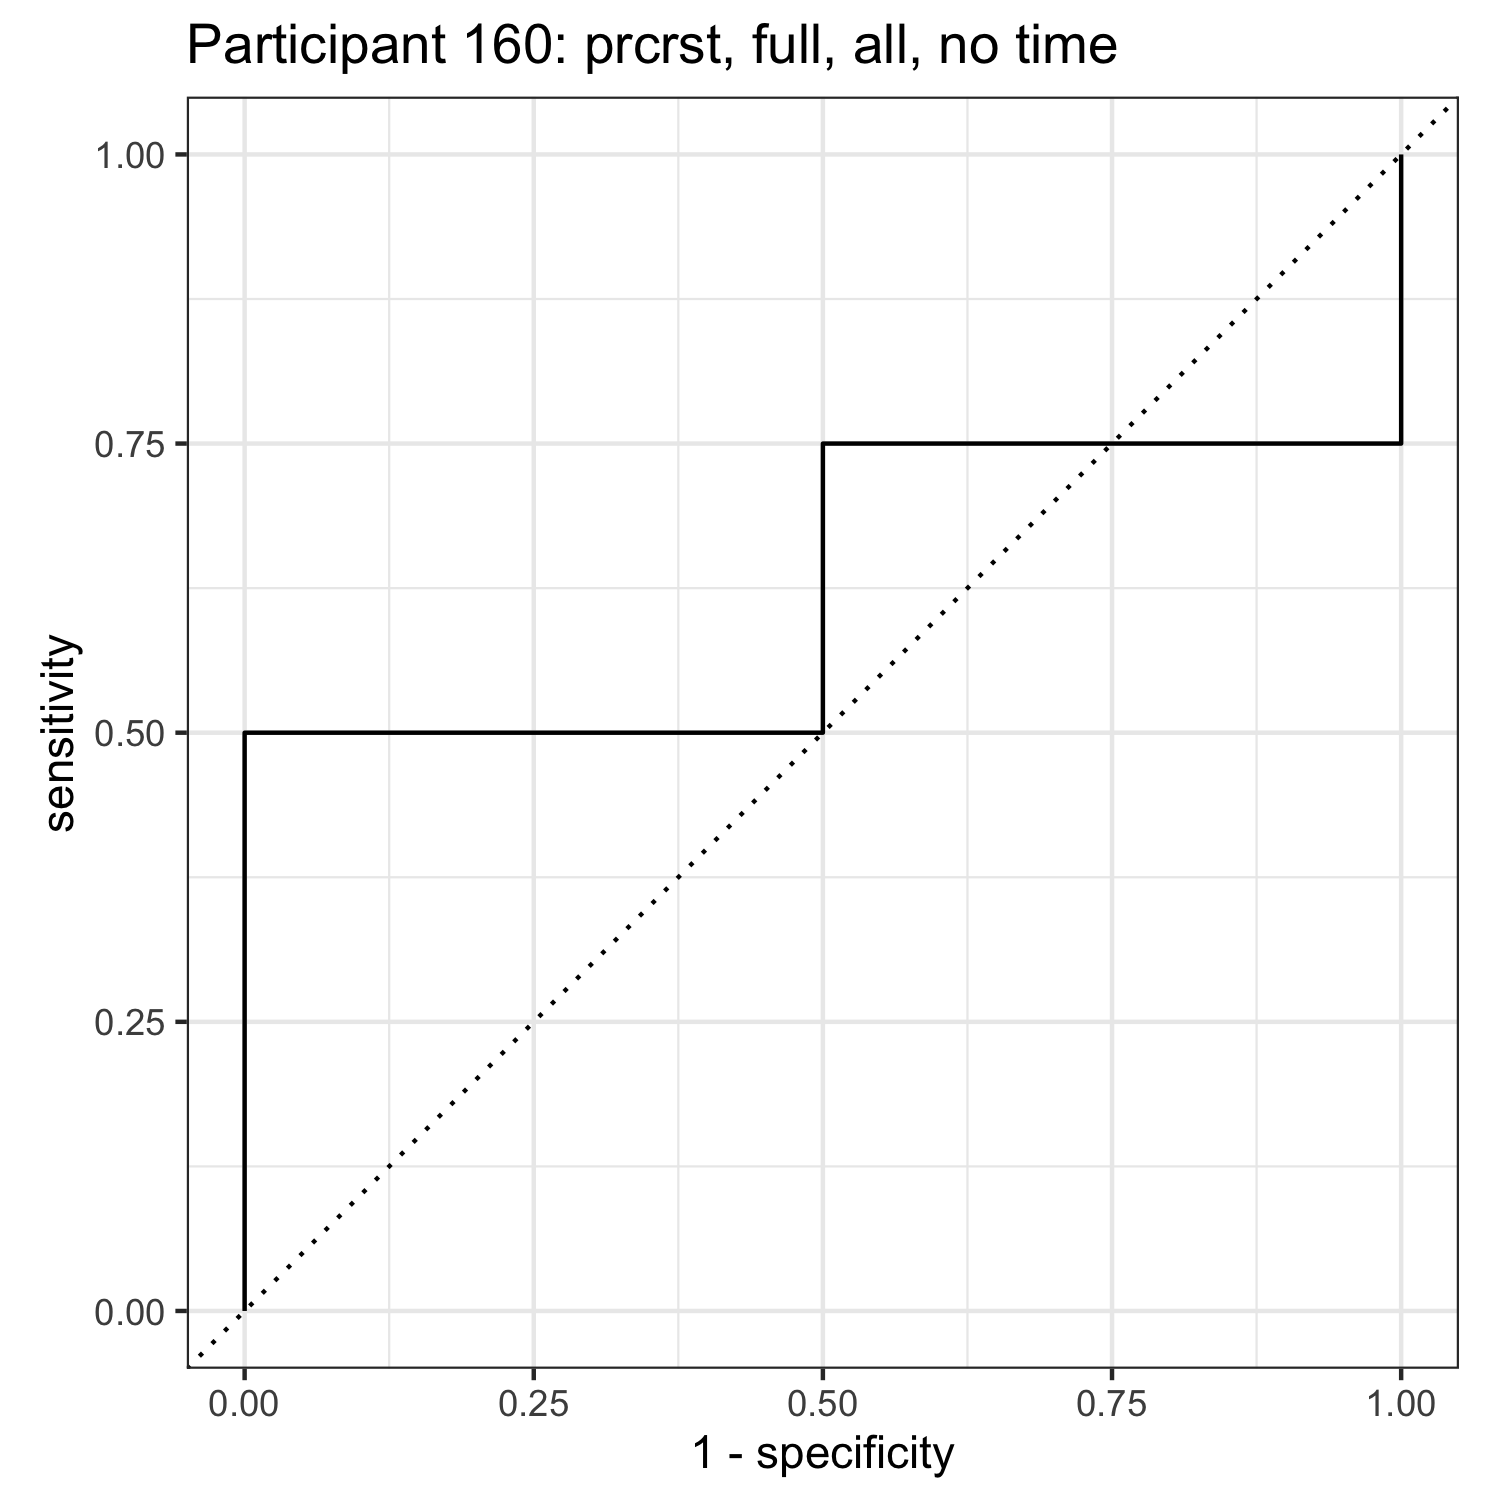 Participant 160: prcrst, full, all, no time
1.00
0.75
0.50
0.25
0.00
sensitivity
0.00 0.25 0.50 0.75 1.00
1 - specificity